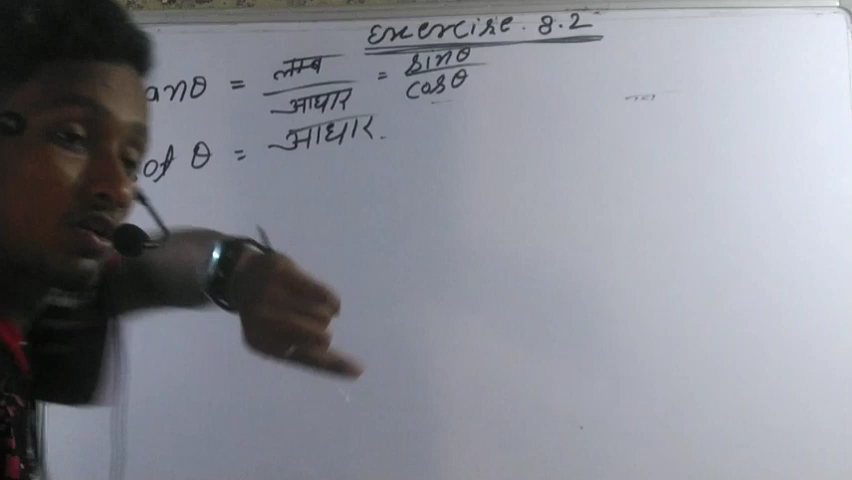 Exercise. 8.2
anθ = लम्ब / आधार = sinθ / cosθ
of θ = आधार.